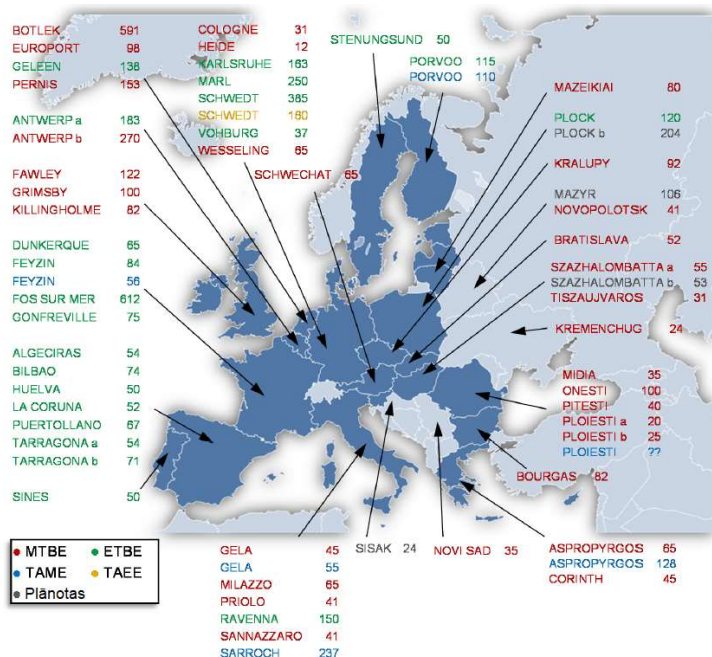 BOTLEK 591
EUROPORT 98
GELEEN 138
PERNIS 153
ANTWERP a 183
ANTWERP b 270
FAWLEY 122
GRIMSBY 100
KILLINGHOLME 82
DUNKERQUE 65
FEYZIN 84
FEYZIN 56
FOS SUR MER 612
GONFREVILLE 75
ALGECIRAS 54
BILBAO 74
HUELVA 50
LA CORUNA 52
PUERTOLLANO 67
TARRAGONA a 54
TARRAGONA b 71
SINES 50
COLOGNE 31
HEIDE 12
KARLSRUHE 163
MARL 250
SCHWEDT 385
SCHWEDT 160
VOHBURG 37
WESSELING 65
SCHWECHAT 65
STENUNGSUND 50
PORVOO 115
PORVOO 110
MAZEIKIAI 80
PLOCK 120
PLOCK b 204
KRALUPY 92
MAZYR 106
NOVOPOLOTSK 41
BRATISLAVA 52
SZAZHALOMBATTA a 55
SZAZHALOMBATTA b 53
TISZAUJVAROS 31
KREMENCHUG 24
MIDIA 35
ONESTI 100
PITESTI 40
PLOIESTI a 20
PLOIESTI b 25
PLOIESTI ??
BOURGAS 82
ASPROPYRGOS 65
ASPROPYRGOS 128
CORINTH 45
NOVI SAD 35
SISAK 24
GELA 45
GELA 55
MILAZZO 65
PRIOLO 41
RAVENNA 150
SANNAZZARO 41
SARROCH 237
MTBE ETBE
TAME TAEE
Plānotas